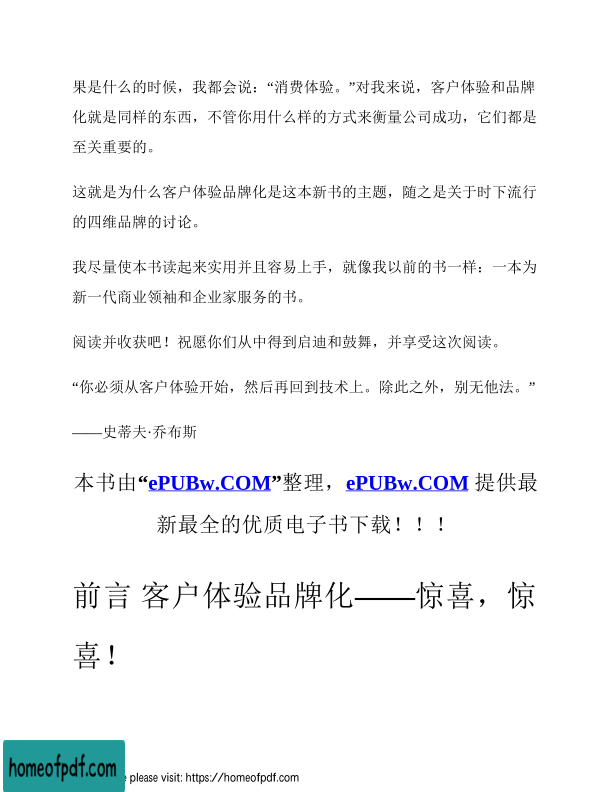 果是什么的时候，我都会说：“消费体验。”对我来说，客户体验和品牌
化就是同样的东西，不管你用什么样的方式来衡量公司成功，它们都是
至关重要的。
这就是为什么客户体验品牌化是这本新书的主题，随之是关于时下流行
的四维品牌的讨论。
我尽量使本书读起来实用并且容易上手，就像我以前的书一样：一本为
新一代商业领袖和企业家服务的书。
阅读并收获吧！祝愿你们从中得到启迪和鼓舞，并享受这次阅读。
“你必须从客户体验开始，然后再回到技术上。除此之外，别无他法。”
——史蒂夫·乔布斯
本书由“ePUBw.COM”整理，ePUBw.COM 提供最
新最全的优质电子书下载！！！
前言 客户体验品牌化——惊喜，惊
喜！
homeofpdf.com
e please visit: https://homeofpdf.com